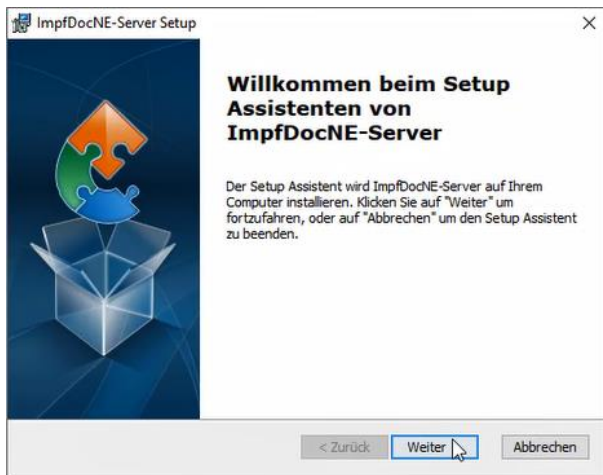 ImpfDocNE-Server Setup
Willkommen beim Setup
Assistenten von
ImpfDocNE-Server
Der Setup Assistent wird ImpfDocNE-Server auf Ihrem
Computer installieren. Klicken Sie auf "Weiter" um
fortzufahren, oder auf "Abbrechen" um den Setup Assistent
zu beenden.
< Zurück Weiter Abbrechen